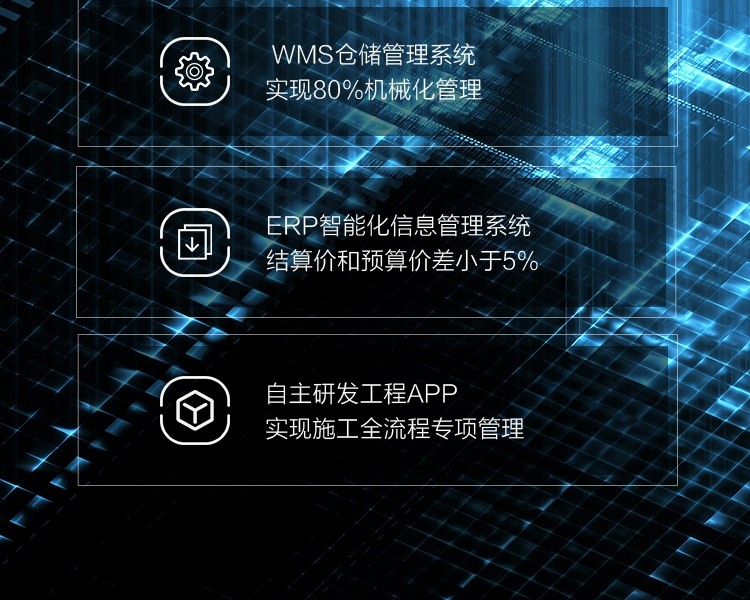 WMS仓储管理系统
实现80%机械化管理
ERP智能化信息管理系统
结算价和预算价差小于5%
自主研发工程APP
实现施工全流程专项管理